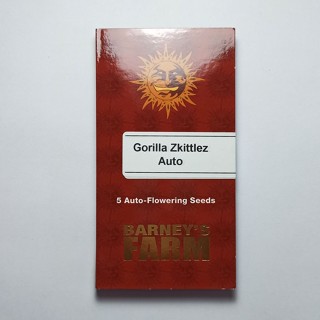 Gorilla Zkittlez
Auto
5 Auto-Flowering Seeds
BARNEY'S
FARM